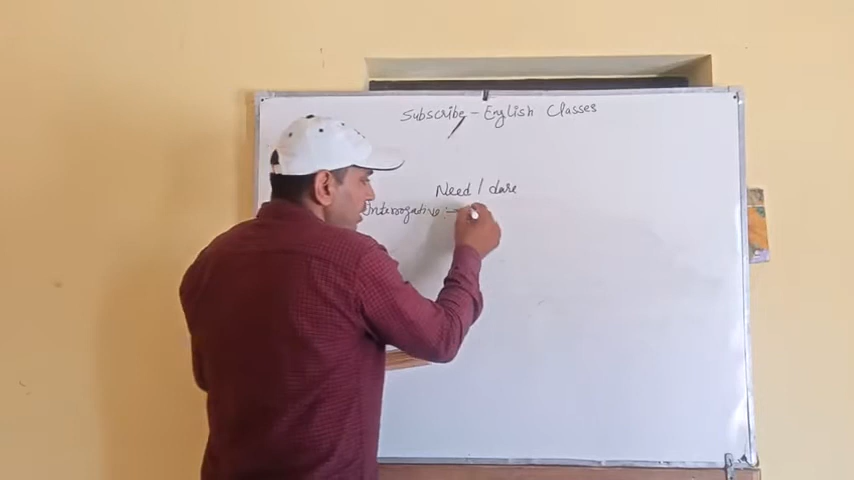 Subscribe - English Classes
Need / dare
Interrogative :-